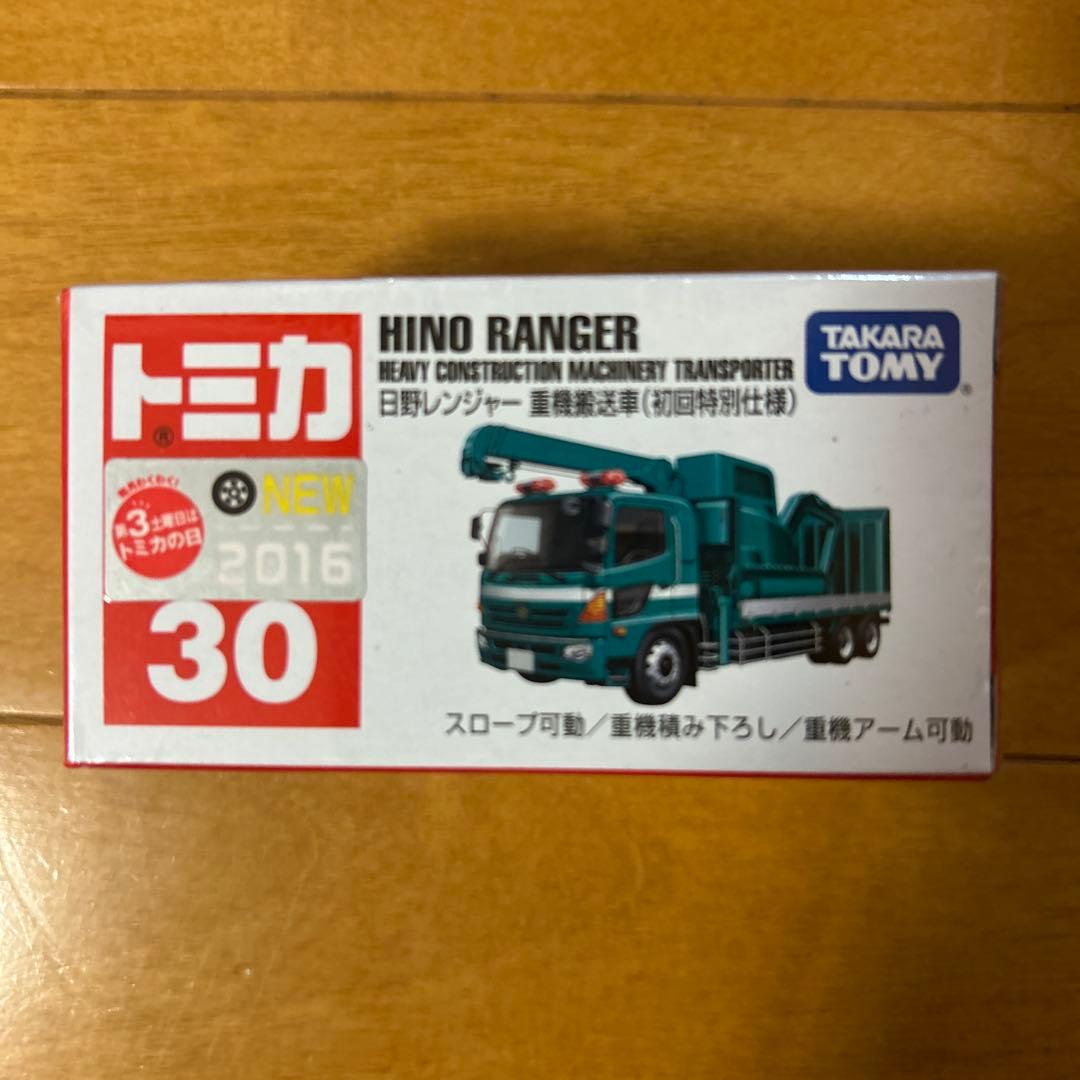 トミカ
®
HINO RANGER
HEAVY CONSTRUCTION MACHINERY TRANSPORTER
日野レンジャー 重機搬送車(初回特別仕様)
TAKARA
TOMY
®
第3土曜日は
トミカの日
NEW
2016
30
スロープ可動/重機積み下ろし/重機アーム可動